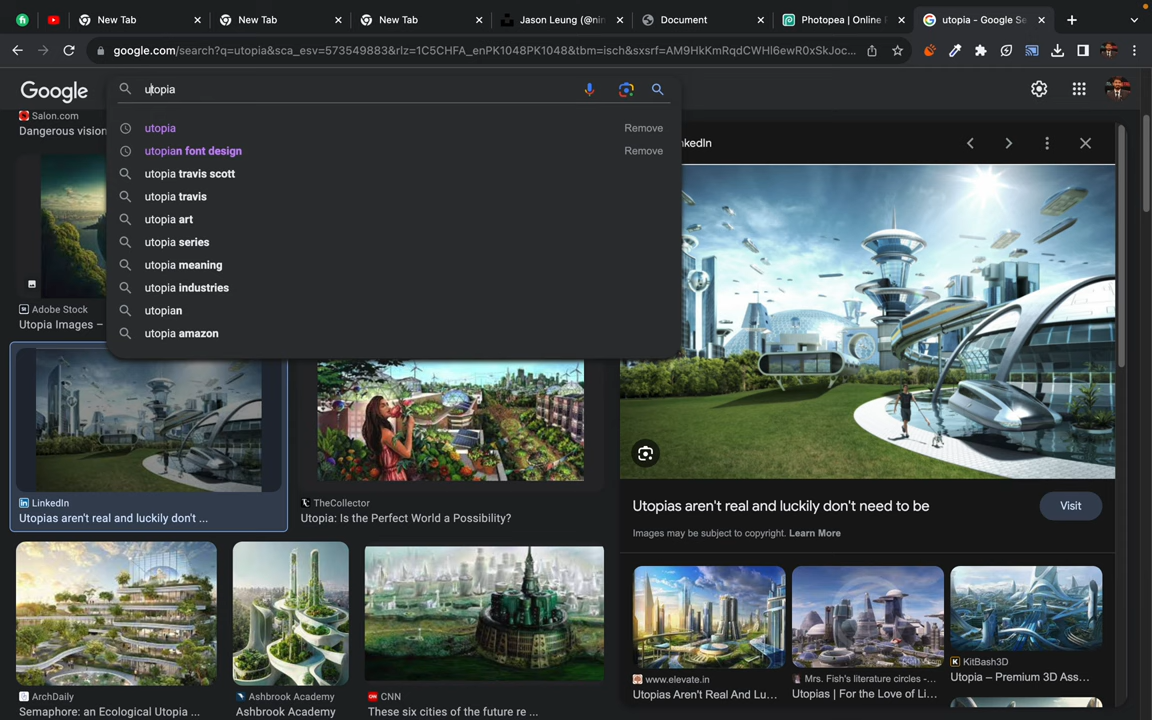 New Tab
New Tab
New Tab
Jason Leung (@nin
Document
Photopea | Online P
utopia - Google Se
google.com/search?q=utopia&sca_esv=573549883&rlz=1C5CHFA_enPK1048PK1048&tbm=isch&sxsrf=AM9HkKmRqdCWHl6ewR0xSkJoc...
Google
utopia
utopia Remove
utopian font design Remove
utopia travis scott
utopia travis
utopia art
utopia series
utopia meaning
utopia industries
utopian
utopia amazon
Salon.com
Dangerous vision
Adobe Stock
Utopia Images –
LinkedIn
Utopias aren't real and luckily don't ...
TheCollector
Utopia: Is the Perfect World a Possibility?
ArchDaily
Semaphore: an Ecological Utopia ...
Ashbrook Academy
Ashbrook Academy
CNN
These six cities of the future re ...
nkedIn
Utopias aren't real and luckily don't need to be
Visit
Images may be subject to copyright. Learn More
www.elevate.in
Utopias Aren't Real And Lu...
Mrs. Fish's literature circles - ...
Utopias | For the Love of Li...
KitBash3D
Utopia – Premium 3D Ass...